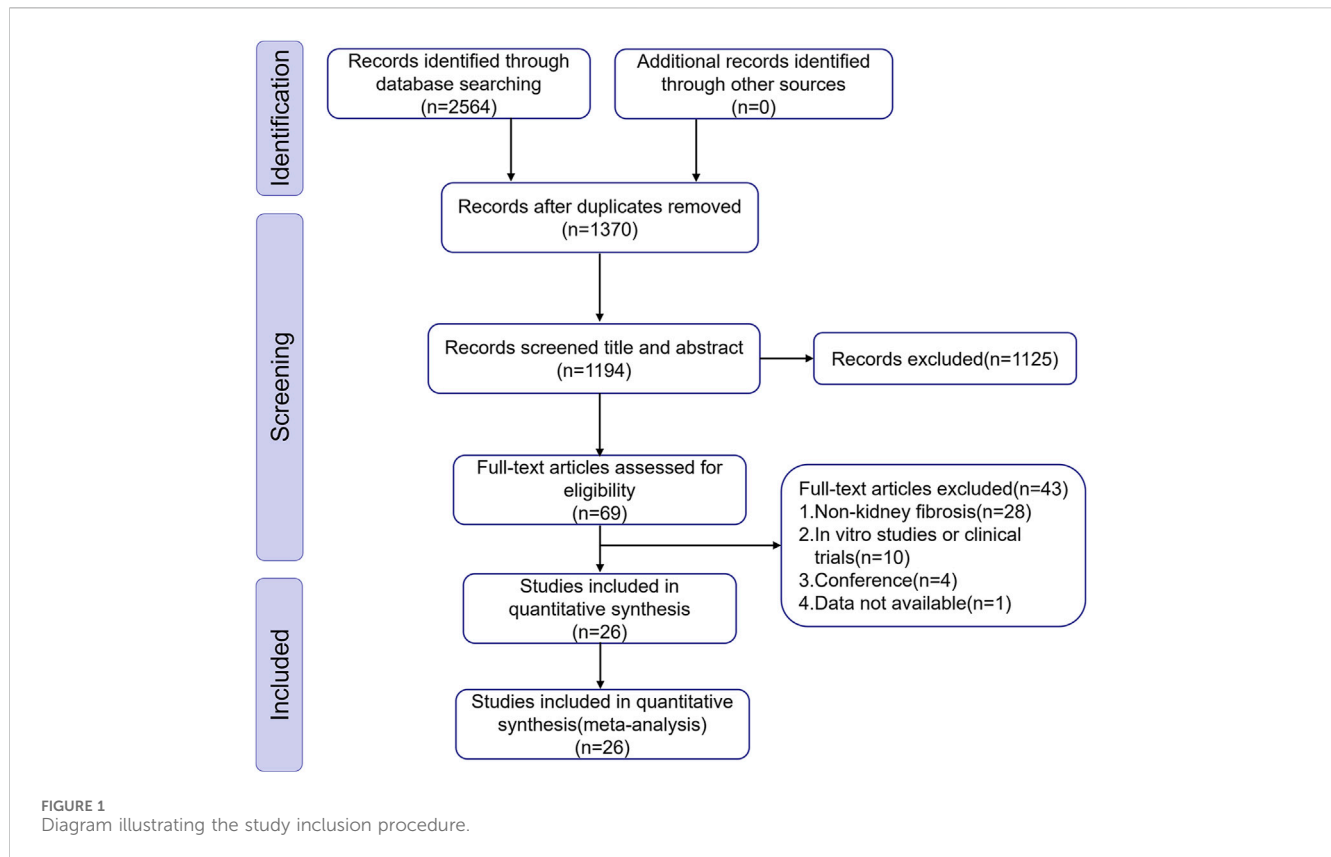 Identification
Records identified through
database searching
(n=2564)
Additional records identified
through other sources
(n=0)
Screening
Records after duplicates removed
(n=1370)
Records screened title and abstract
(n=1194)
Records excluded(n=1125)
Full-text articles assessed for
eligibility
(n=69)
Full-text articles excluded(n=43)
1.Non-kidney fibrosis(n=28)
2.In vitro studies or clinical
trials(n=10)
3.Conference(n=4)
4.Data not available(n=1)
Included
Studies included in
quantitative synthesis
(n=26)
Studies included in quantitative
synthesis(meta-analysis)
(n=26)
FIGURE 1
Diagram illustrating the study inclusion procedure.